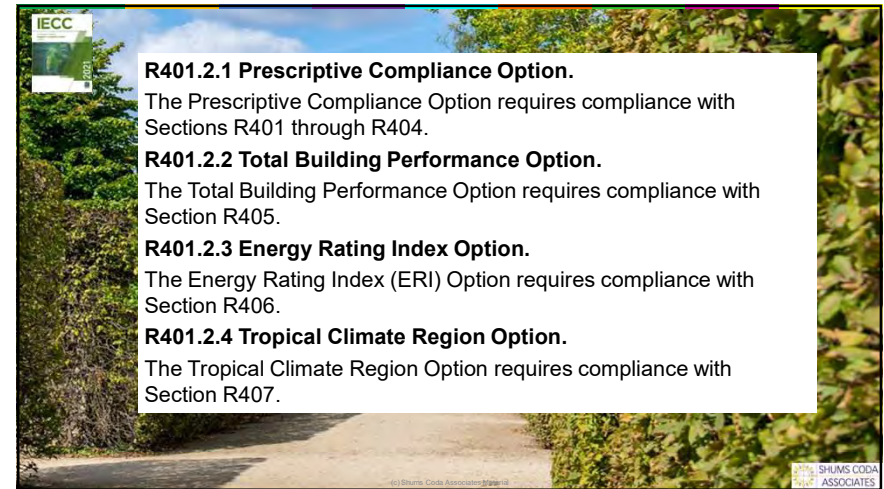 IECC
2021
R401.2.1 Prescriptive Compliance Option.
The Prescriptive Compliance Option requires compliance with
Sections R401 through R404.
R401.2.2 Total Building Performance Option.
The Total Building Performance Option requires compliance with
Section R405.
R401.2.3 Energy Rating Index Option.
The Energy Rating Index (ERI) Option requires compliance with
Section R406.
R401.2.4 Tropical Climate Region Option.
The Tropical Climate Region Option requires compliance with
Section R407.
(c) Shums Coda Associates Material
SHUMS CODA
ASSOCIATES